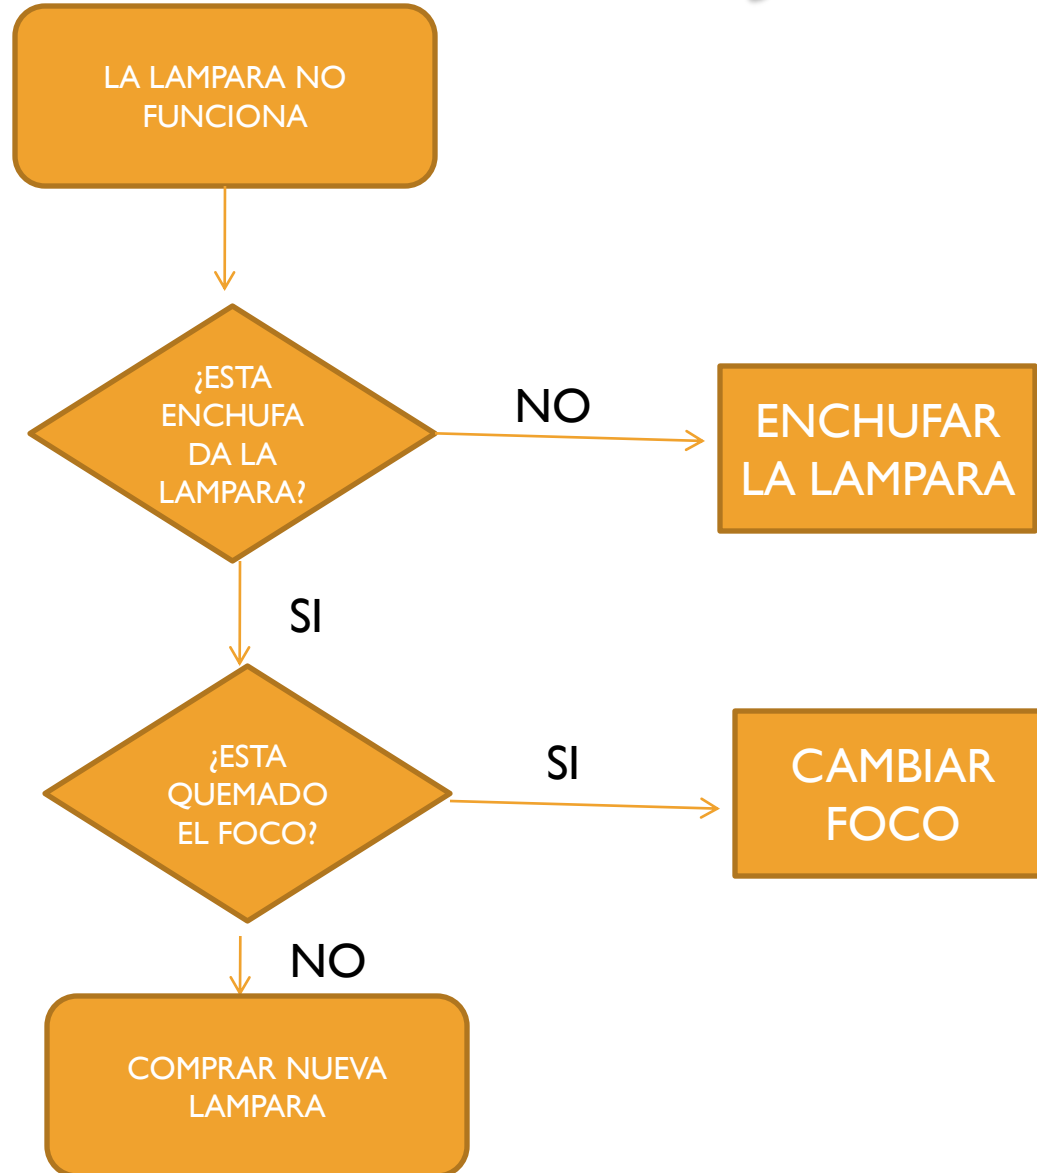 LA LAMPARA NO
FUNCIONA
¿ESTA
ENCHUFA
DA LA
LAMPARA?
NO
ENCHUFAR
LA LAMPARA
SI
¿ESTA
QUEMADO
EL FOCO?
SI
CAMBIAR
FOCO
NO
COMPRAR NUEVA
LAMPARA